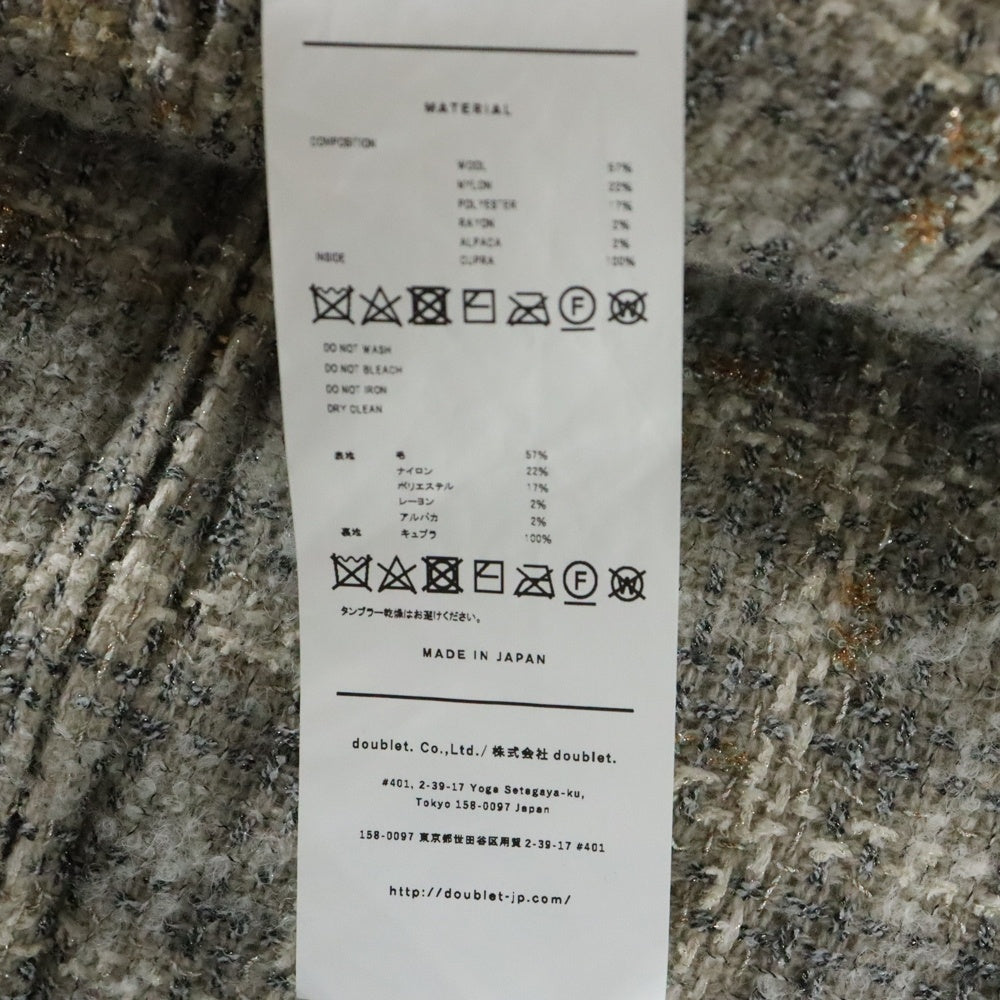 MATERIAL
COMPOSITION
WOOL 57%
NYLON 22%
POLYESTER 17%
RAYON 2%
ALPACA 2%
INSIDE CUPRA 100%
F W
DO NOT WASH
DO NOT BLEACH
DO NOT IRON
DRY CLEAN
表地 毛 57%
ナイロン 22%
ポリエステル 17%
レーヨン 2%
アルパカ 2%
裏地 キュプラ 100%
F W
タンブラー乾燥はお避けください。
MADE IN JAPAN
doublet. Co.,Ltd./ 株式会社 doublet.
#401, 2-39-17 Yoga Setagaya-ku,
Tokyo 158-0097 Japan
158-0097 東京都世田谷区用賀 2-39-17 #401
http://doublet-jp.com/